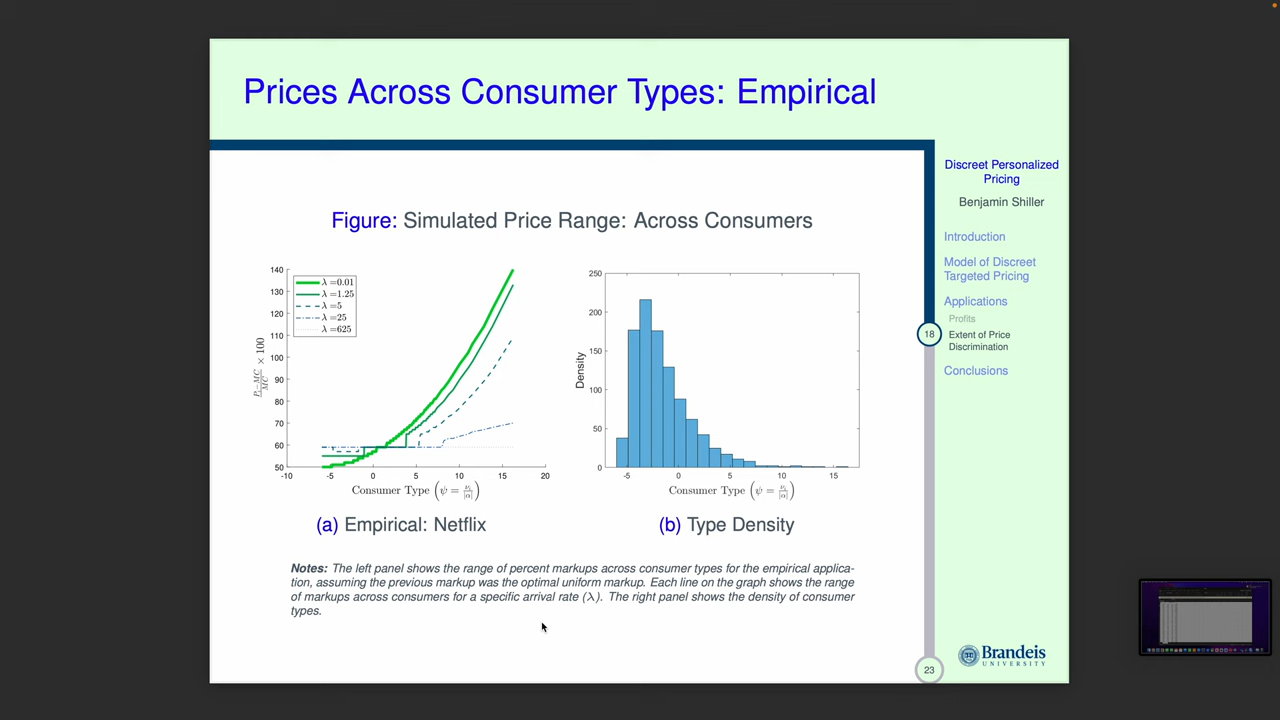 Prices Across Consumer Types: Empirical
Discreet Personalized
Pricing
Benjamin Shiller
Introduction
Model of Discreet
Targeted Pricing
Applications
Profits
Extent of Price
Discrimination
Conclusions
18
23
Brandeis
UNIVERSITY
Figure: Simulated Price Range: Across Consumers
140
130
120
110
100
90
80
70
60
50
-10
-5
0
5
10
15
20
λ =0.01
λ =1.25
λ =5
λ =25
λ =625
Consumer Type (ψ = νᵢ/|α|)
(a) Empirical: Netflix
250
200
150
100
50
0
-5
0
5
10
15
Density
Consumer Type (ψ = νᵢ/|α|)
(b) Type Density
Notes: The left panel shows the range of percent markups across consumer types for the empirical applica-
tion, assuming the previous markup was the optimal uniform markup. Each line on the graph shows the range
of markups across consumers for a specific arrival rate (λ). The right panel shows the density of consumer
types.